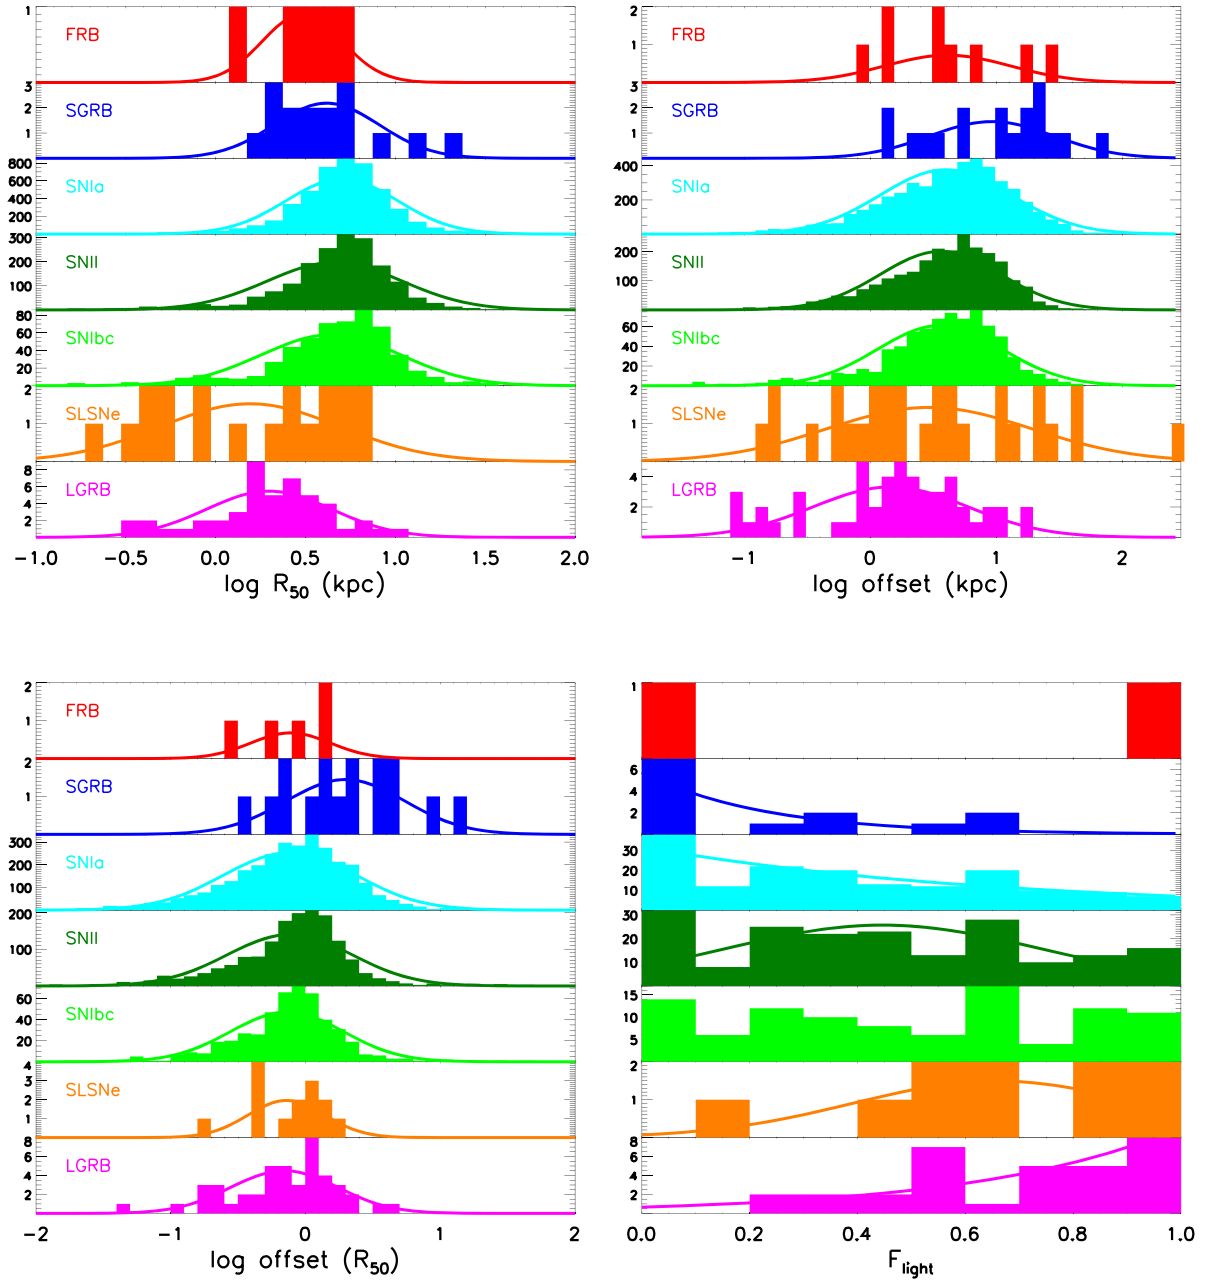 1
FRB
3
2
1
SGRB
800
600
400
200
SNIa
300
200
100
SNII
80
60
40
20
SNIbc
2
1
SLSNe
8
6
4
2
LGRB
-1.0 -0.5 0.0 0.5 1.0 1.5 2.0
log R50 (kpc)
2
1
FRB
3
2
1
SGRB
400
200
SNIa
200
100
SNII
60
40
20
SNIbc
2
1
SLSNe
4
2
LGRB
-1 0 1 2
log offset (kpc)
2
1
FRB
2
1
SGRB
300
200
100
SNIa
200
100
SNII
60
40
20
SNIbc
4
3
2
1
SLSNe
8
6
4
2
LGRB
-2 -1 0 1 2
log offset (R50)
1
6
4
2
30
20
10
30
20
10
15
10
5
2
1
8
6
4
2
0.0 0.2 0.4 0.6 0.8 1.0
Flight